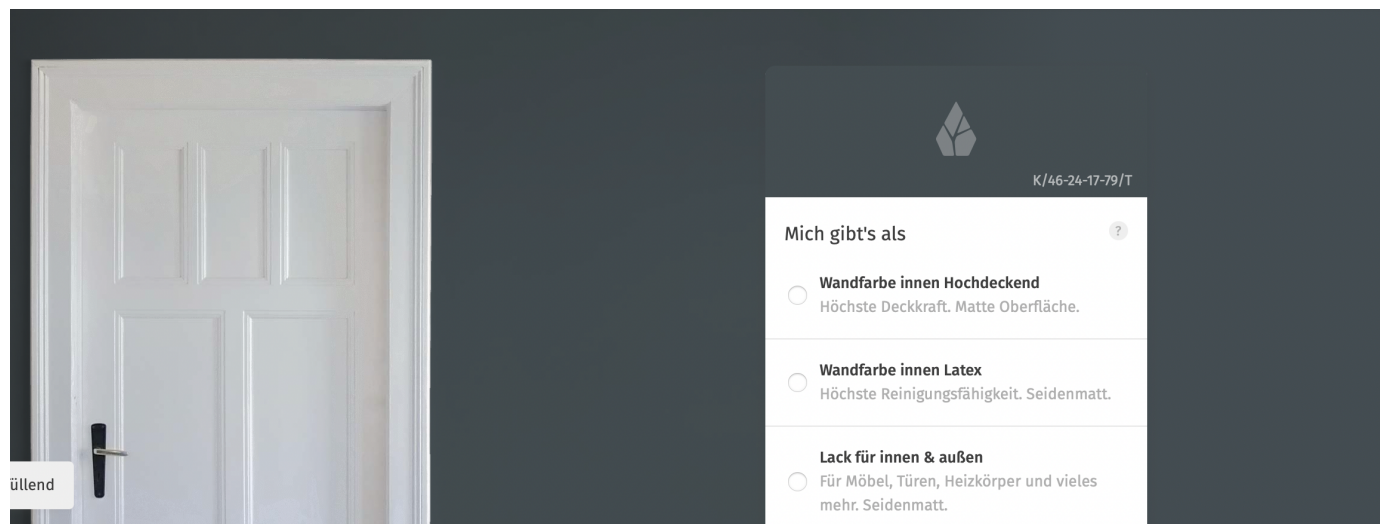 K/46-24-17-79/T
Mich gibt's als
?
Wandfarbe innen Hochdeckend
Höchste Deckkraft. Matte Oberfläche.
Wandfarbe innen Latex
Höchste Reinigungsfähigkeit. Seidenmatt.
Lack für innen & außen
Für Möbel, Türen, Heizkörper und vieles
mehr. Seidenmatt.
üllend